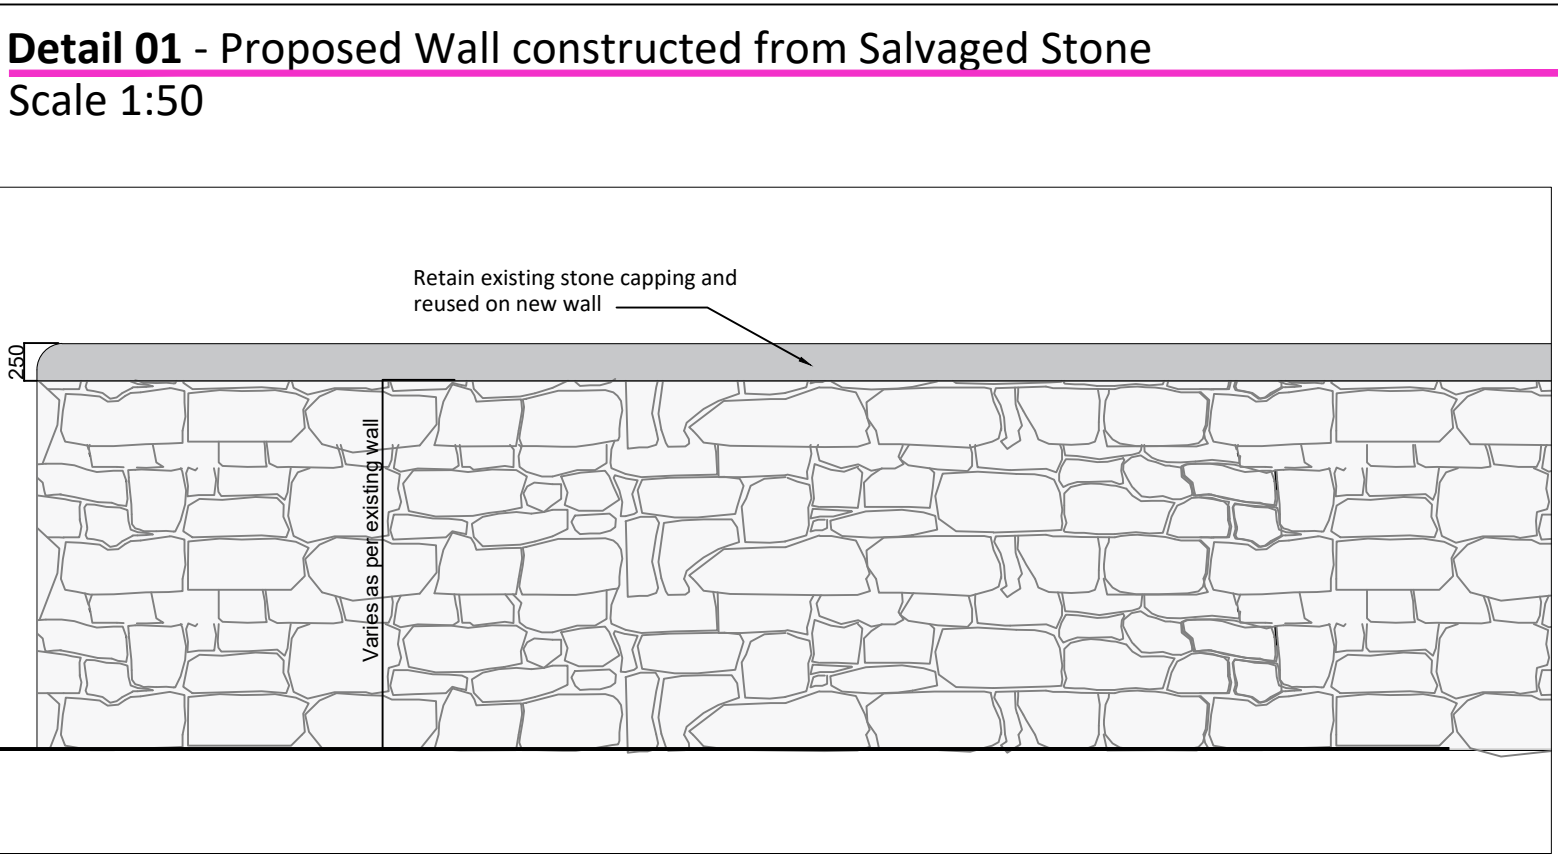 Detail 01 - Proposed Wall constructed from Salvaged Stone
Scale 1:50
Retain existing stone capping and
reused on new wall
250
Varies as per existing wall